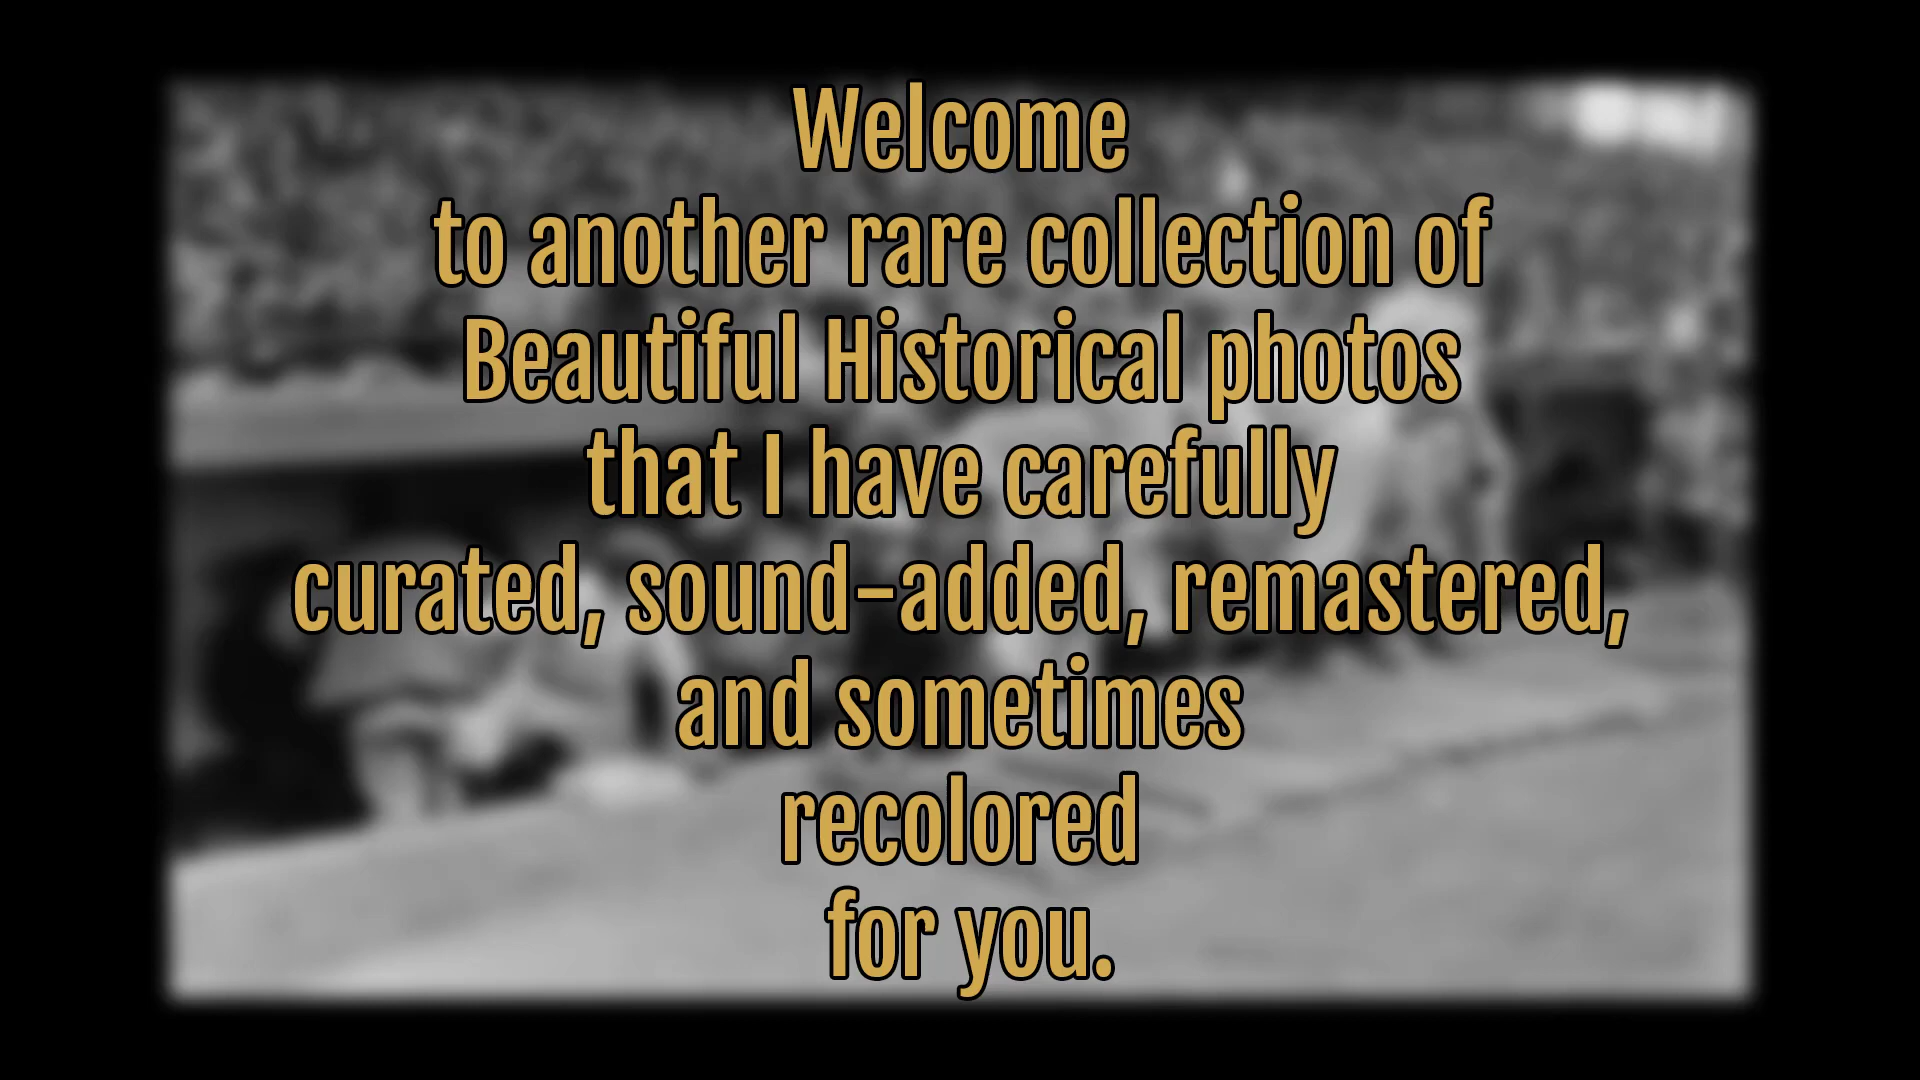 Welcome
to another rare collection of
Beautiful Historical photos
that I have carefully
curated, sound-added, remastered,
and sometimes
recolored
for you.